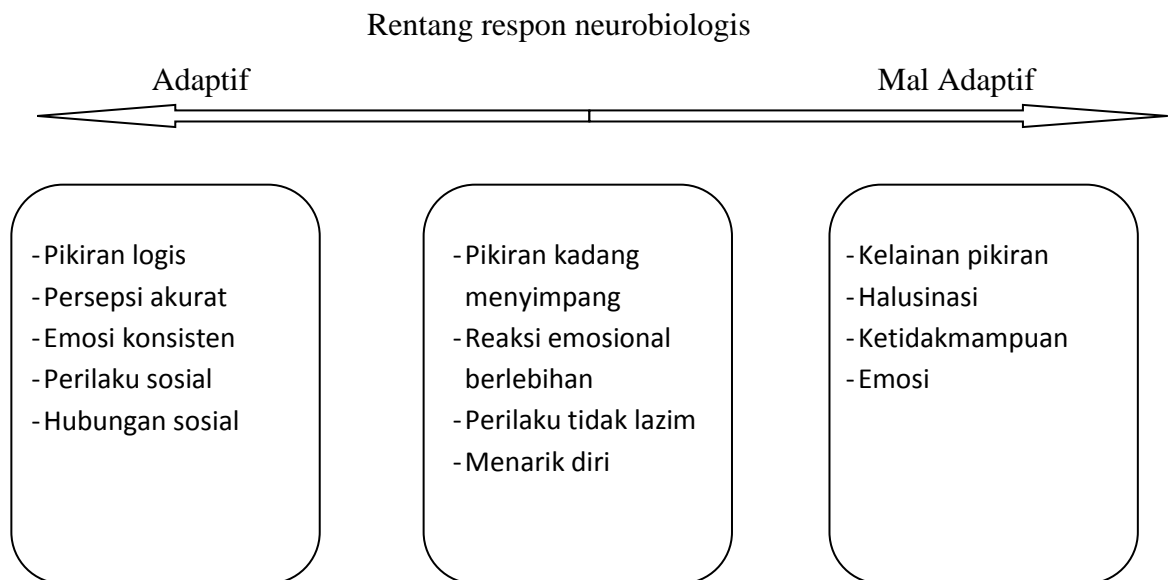 Rentang respon neurobiologis
Adaptif
Mal Adaptif
-Pikiran logis
-Persepsi akurat
-Emosi konsisten
-Perilaku sosial
-Hubungan sosial
-Pikiran kadang
menyimpang
-Reaksi emosional
berlebihan
-Perilaku tidak lazim
-Menarik diri
-Kelainan pikiran
-Halusinasi
-Ketidakmampuan
-Emosi